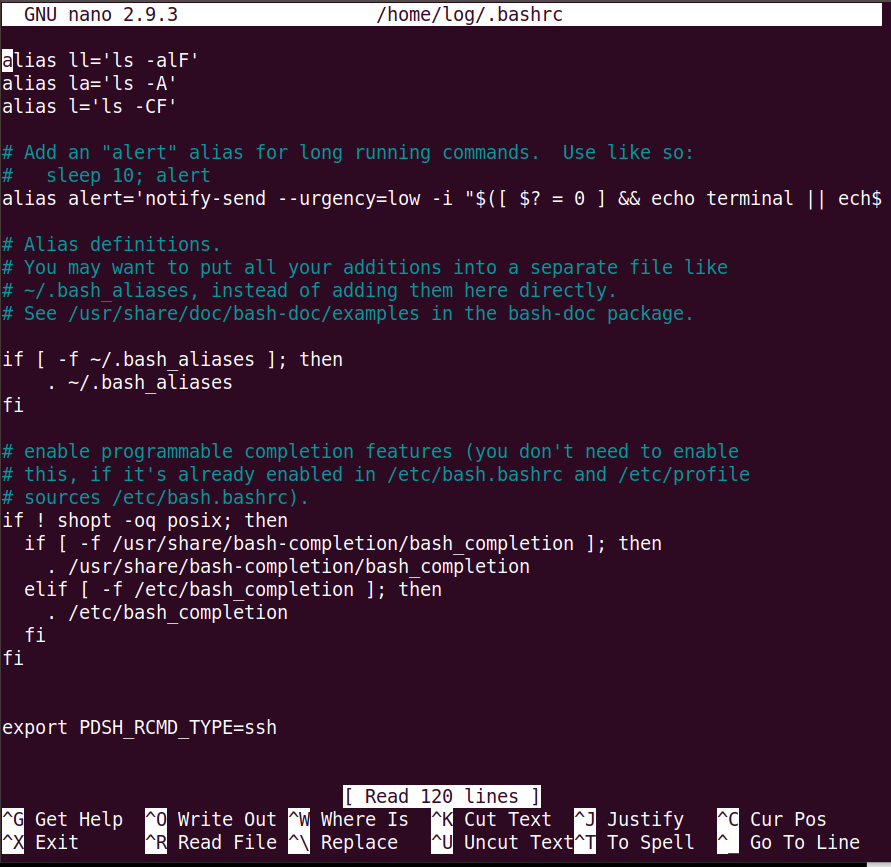 GNU nano 2.9.3 /home/log/.bashrc
alias ll='ls -alF'
alias la='ls -A'
alias l='ls -CF'
# Add an "alert" alias for long running commands.  Use like so:
#   sleep 10; alert
alias alert='notify-send --urgency=low -i "$([ $? = 0 ] && echo terminal || ech$
# Alias definitions.
# You may want to put all your additions into a separate file like
# ~/.bash_aliases, instead of adding them here directly.
# See /usr/share/doc/bash-doc/examples in the bash-doc package.
if [ -f ~/.bash_aliases ]; then
    . ~/.bash_aliases
fi
# enable programmable completion features (you don't need to enable
# this, if it's already enabled in /etc/bash.bashrc and /etc/profile
# sources /etc/bash.bashrc).
if ! shopt -oq posix; then
  if [ -f /usr/share/bash-completion/bash_completion ]; then
    . /usr/share/bash-completion/bash_completion
  elif [ -f /etc/bash_completion ]; then
    . /etc/bash_completion
  fi
fi
export PDSH_RCMD_TYPE=ssh
[ Read 120 lines ]
^G Get Help ^O Write Out ^W Where Is ^K Cut Text ^J Justify ^C Cur Pos
^X Exit ^R Read File ^\ Replace ^U Uncut Text ^T To Spell ^_ Go To Line